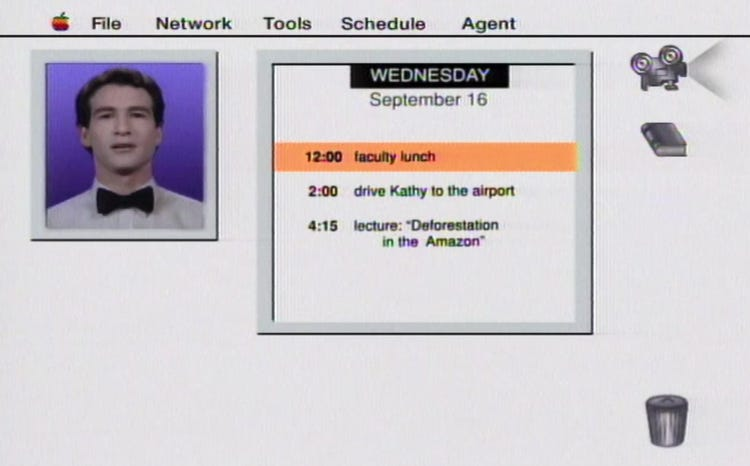 File Network Tools Schedule Agent
WEDNESDAY
September 16
12:00 faculty lunch
2:00 drive Kathy to the airport
4:15 lecture: "Deforestation
in the Amazon"